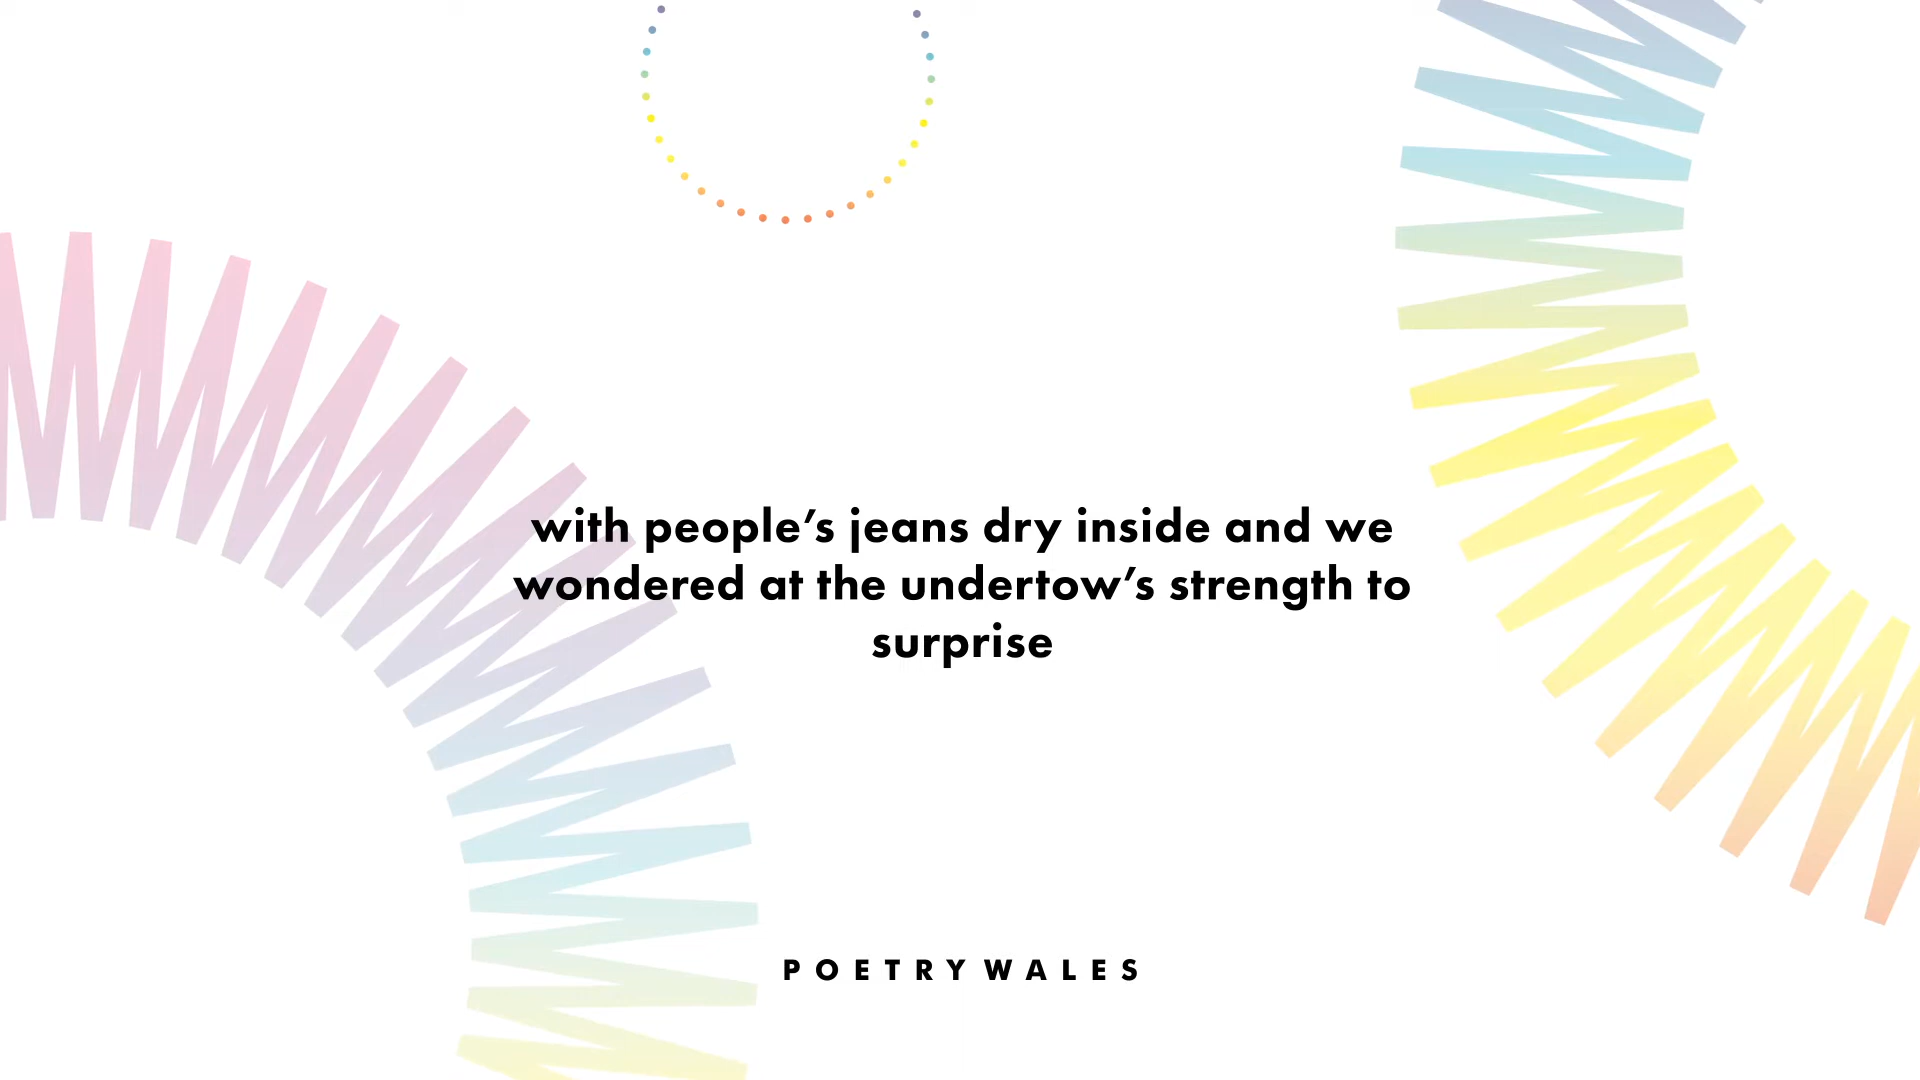 with people’s jeans dry inside and we
wondered at the undertow’s strength to
surprise
POETRY WALES